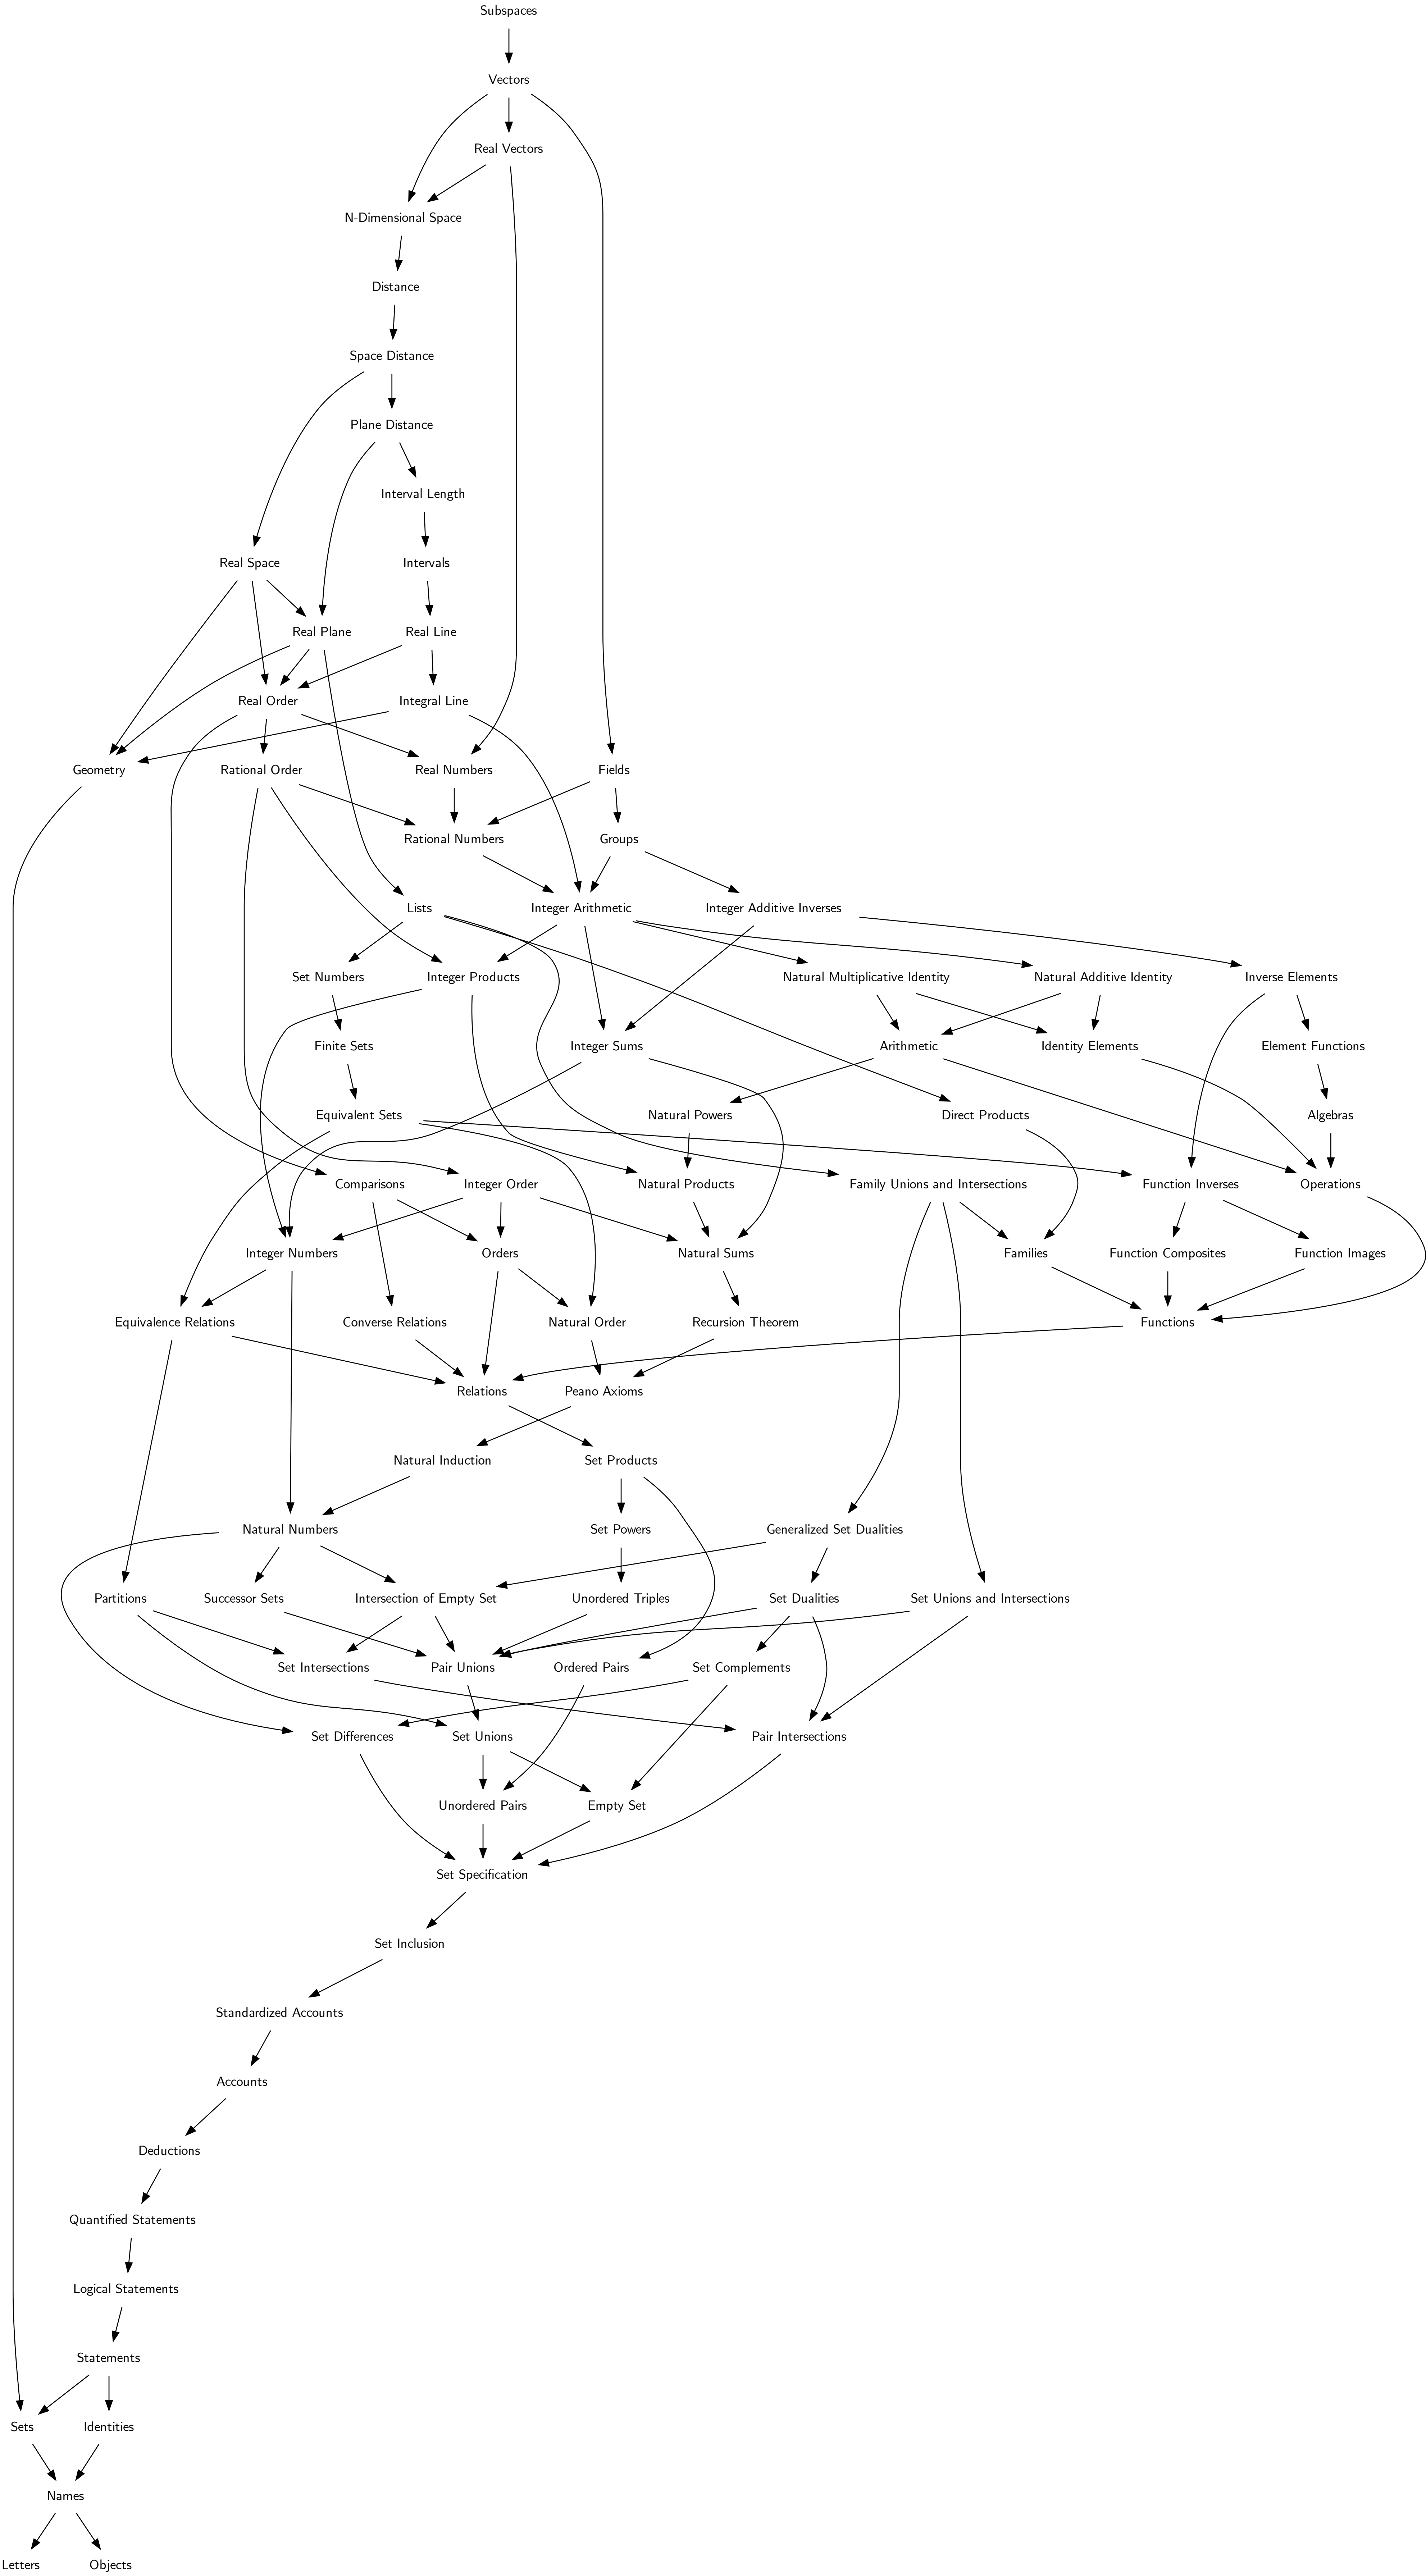 Subspaces
Vectors
Real Vectors
N-Dimensional Space
Distance
Space Distance
Plane Distance
Interval Length
Real Space
Intervals
Real Plane
Real Line
Real Order
Integral Line
Geometry
Rational Order
Real Numbers
Fields
Rational Numbers
Groups
Lists
Integer Arithmetic
Integer Additive Inverses
Set Numbers
Integer Products
Natural Multiplicative Identity
Natural Additive Identity
Inverse Elements
Finite Sets
Integer Sums
Arithmetic
Identity Elements
Element Functions
Equivalent Sets
Natural Powers
Direct Products
Algebras
Comparisons
Integer Order
Natural Products
Family Unions and Intersections
Function Inverses
Operations
Integer Numbers
Orders
Natural Sums
Families
Function Composites
Function Images
Equivalence Relations
Converse Relations
Natural Order
Recursion Theorem
Functions
Relations
Peano Axioms
Natural Induction
Set Products
Natural Numbers
Set Powers
Generalized Set Dualities
Partitions
Successor Sets
Intersection of Empty Set
Unordered Triples
Set Dualities
Set Unions and Intersections
Set Intersections
Pair Unions
Ordered Pairs
Set Complements
Set Differences
Set Unions
Pair Intersections
Unordered Pairs
Empty Set
Set Specification
Set Inclusion
Standardized Accounts
Accounts
Deductions
Quantified Statements
Logical Statements
Statements
Sets
Identities
Names
Letters
Objects